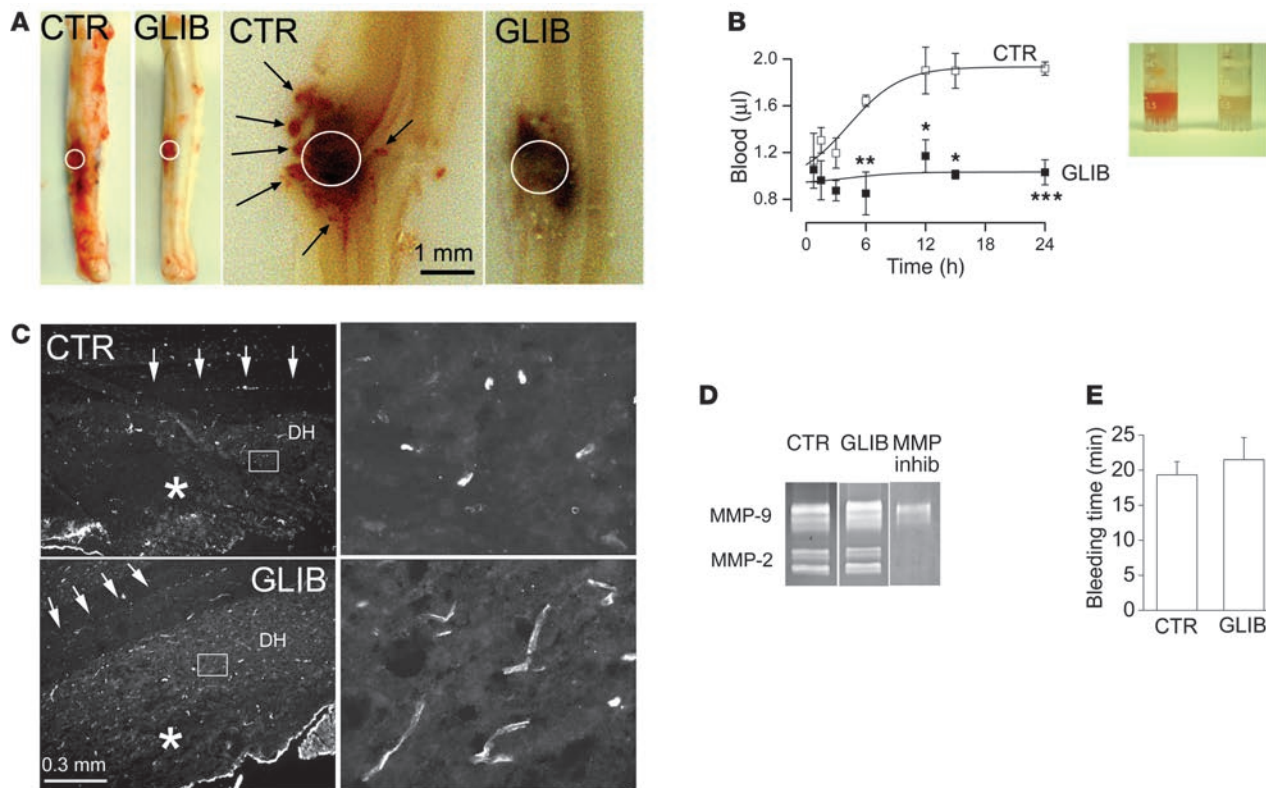 A
CTR
GLIB
CTR
GLIB
1 mm
B
Blood (μl)
2.0
1.6
1.2
0.8
CTR
GLIB
**
*
*
***
0
6
12
18
24
Time (h)
C
CTR
DH
GLIB
DH
*
*
0.3 mm
D
CTR
GLIB
MMP
inhib
MMP-9
MMP-2
E
Bleeding time (min)
25
20
15
10
5
0
CTR
GLIB